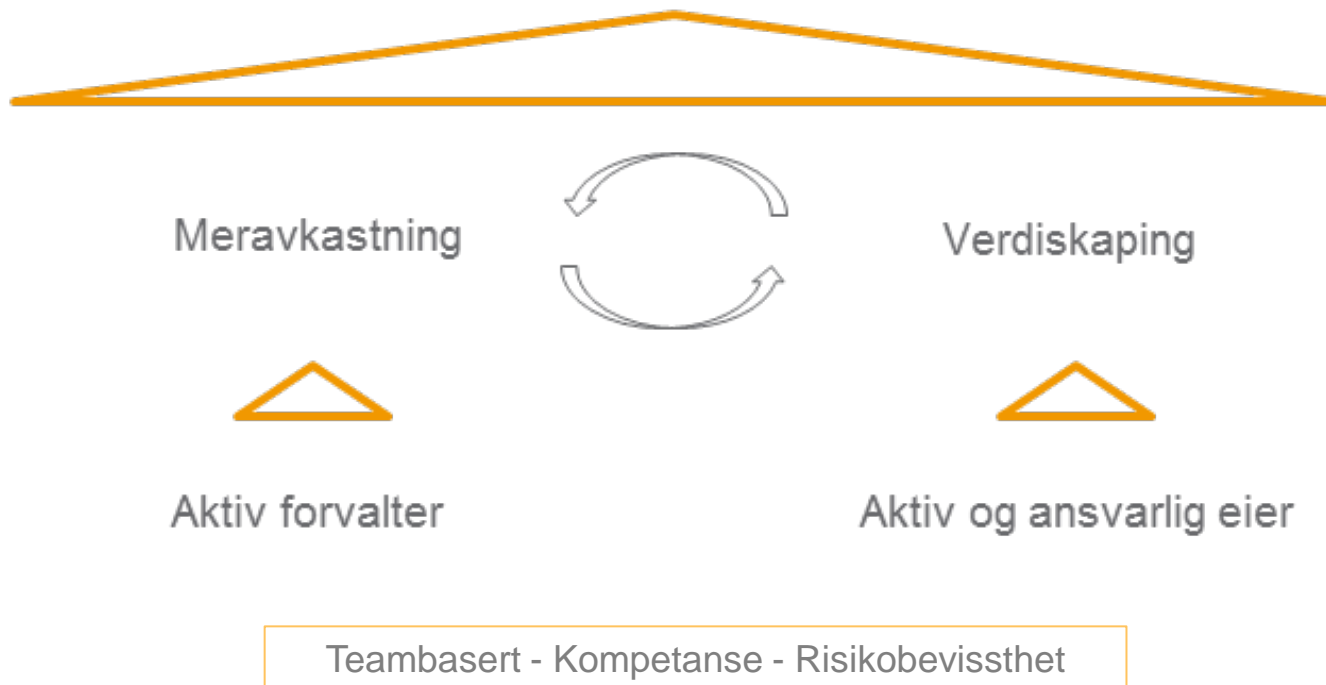 Meravkastning
Verdiskaping
Aktiv forvalter
Aktiv og ansvarlig eier
Teambasert - Kompetanse - Risikobevissthet